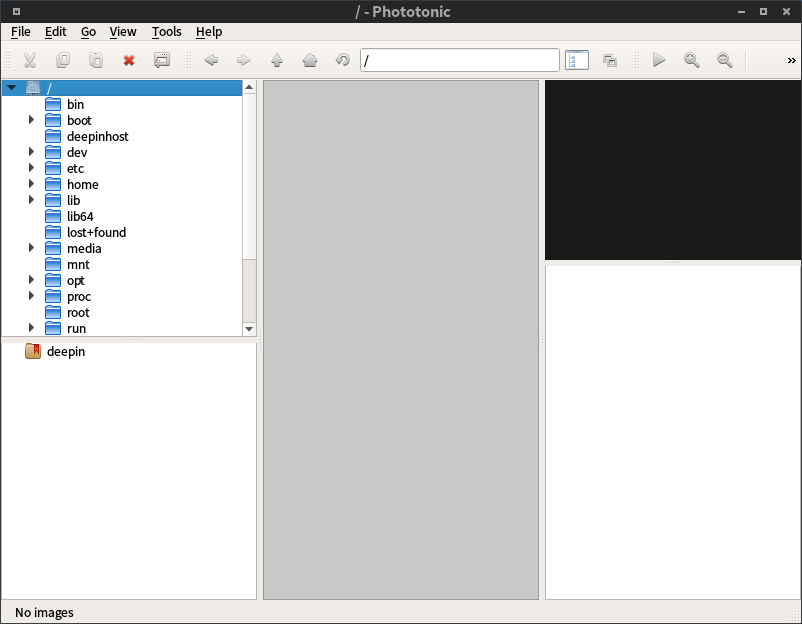 / - Phototonic
File Edit Go View Tools Help
/
»
/
bin
boot
deepinhost
dev
etc
home
lib
lib64
lost+found
media
mnt
opt
proc
root
run
deepin
No images